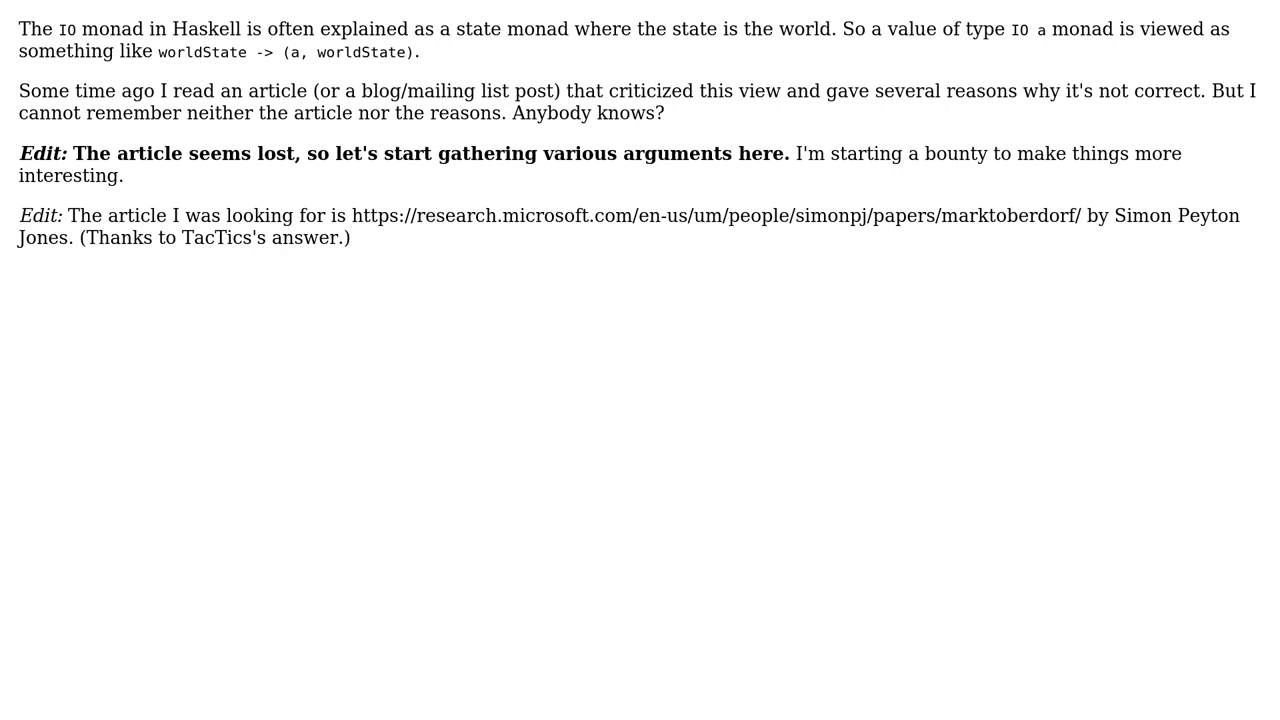 The IO monad in Haskell is often explained as a state monad where the state is the world. So a value of type IO a monad is viewed as
something like worldState -> (a, worldState).
Some time ago I read an article (or a blog/mailing list post) that criticized this view and gave several reasons why it's not correct. But I
cannot remember neither the article nor the reasons. Anybody knows?
Edit: The article seems lost, so let's start gathering various arguments here. I'm starting a bounty to make things more
interesting.
Edit: The article I was looking for is https://research.microsoft.com/en-us/um/people/simonpj/papers/marktoberdorf/ by Simon Peyton
Jones. (Thanks to TacTics's answer.)